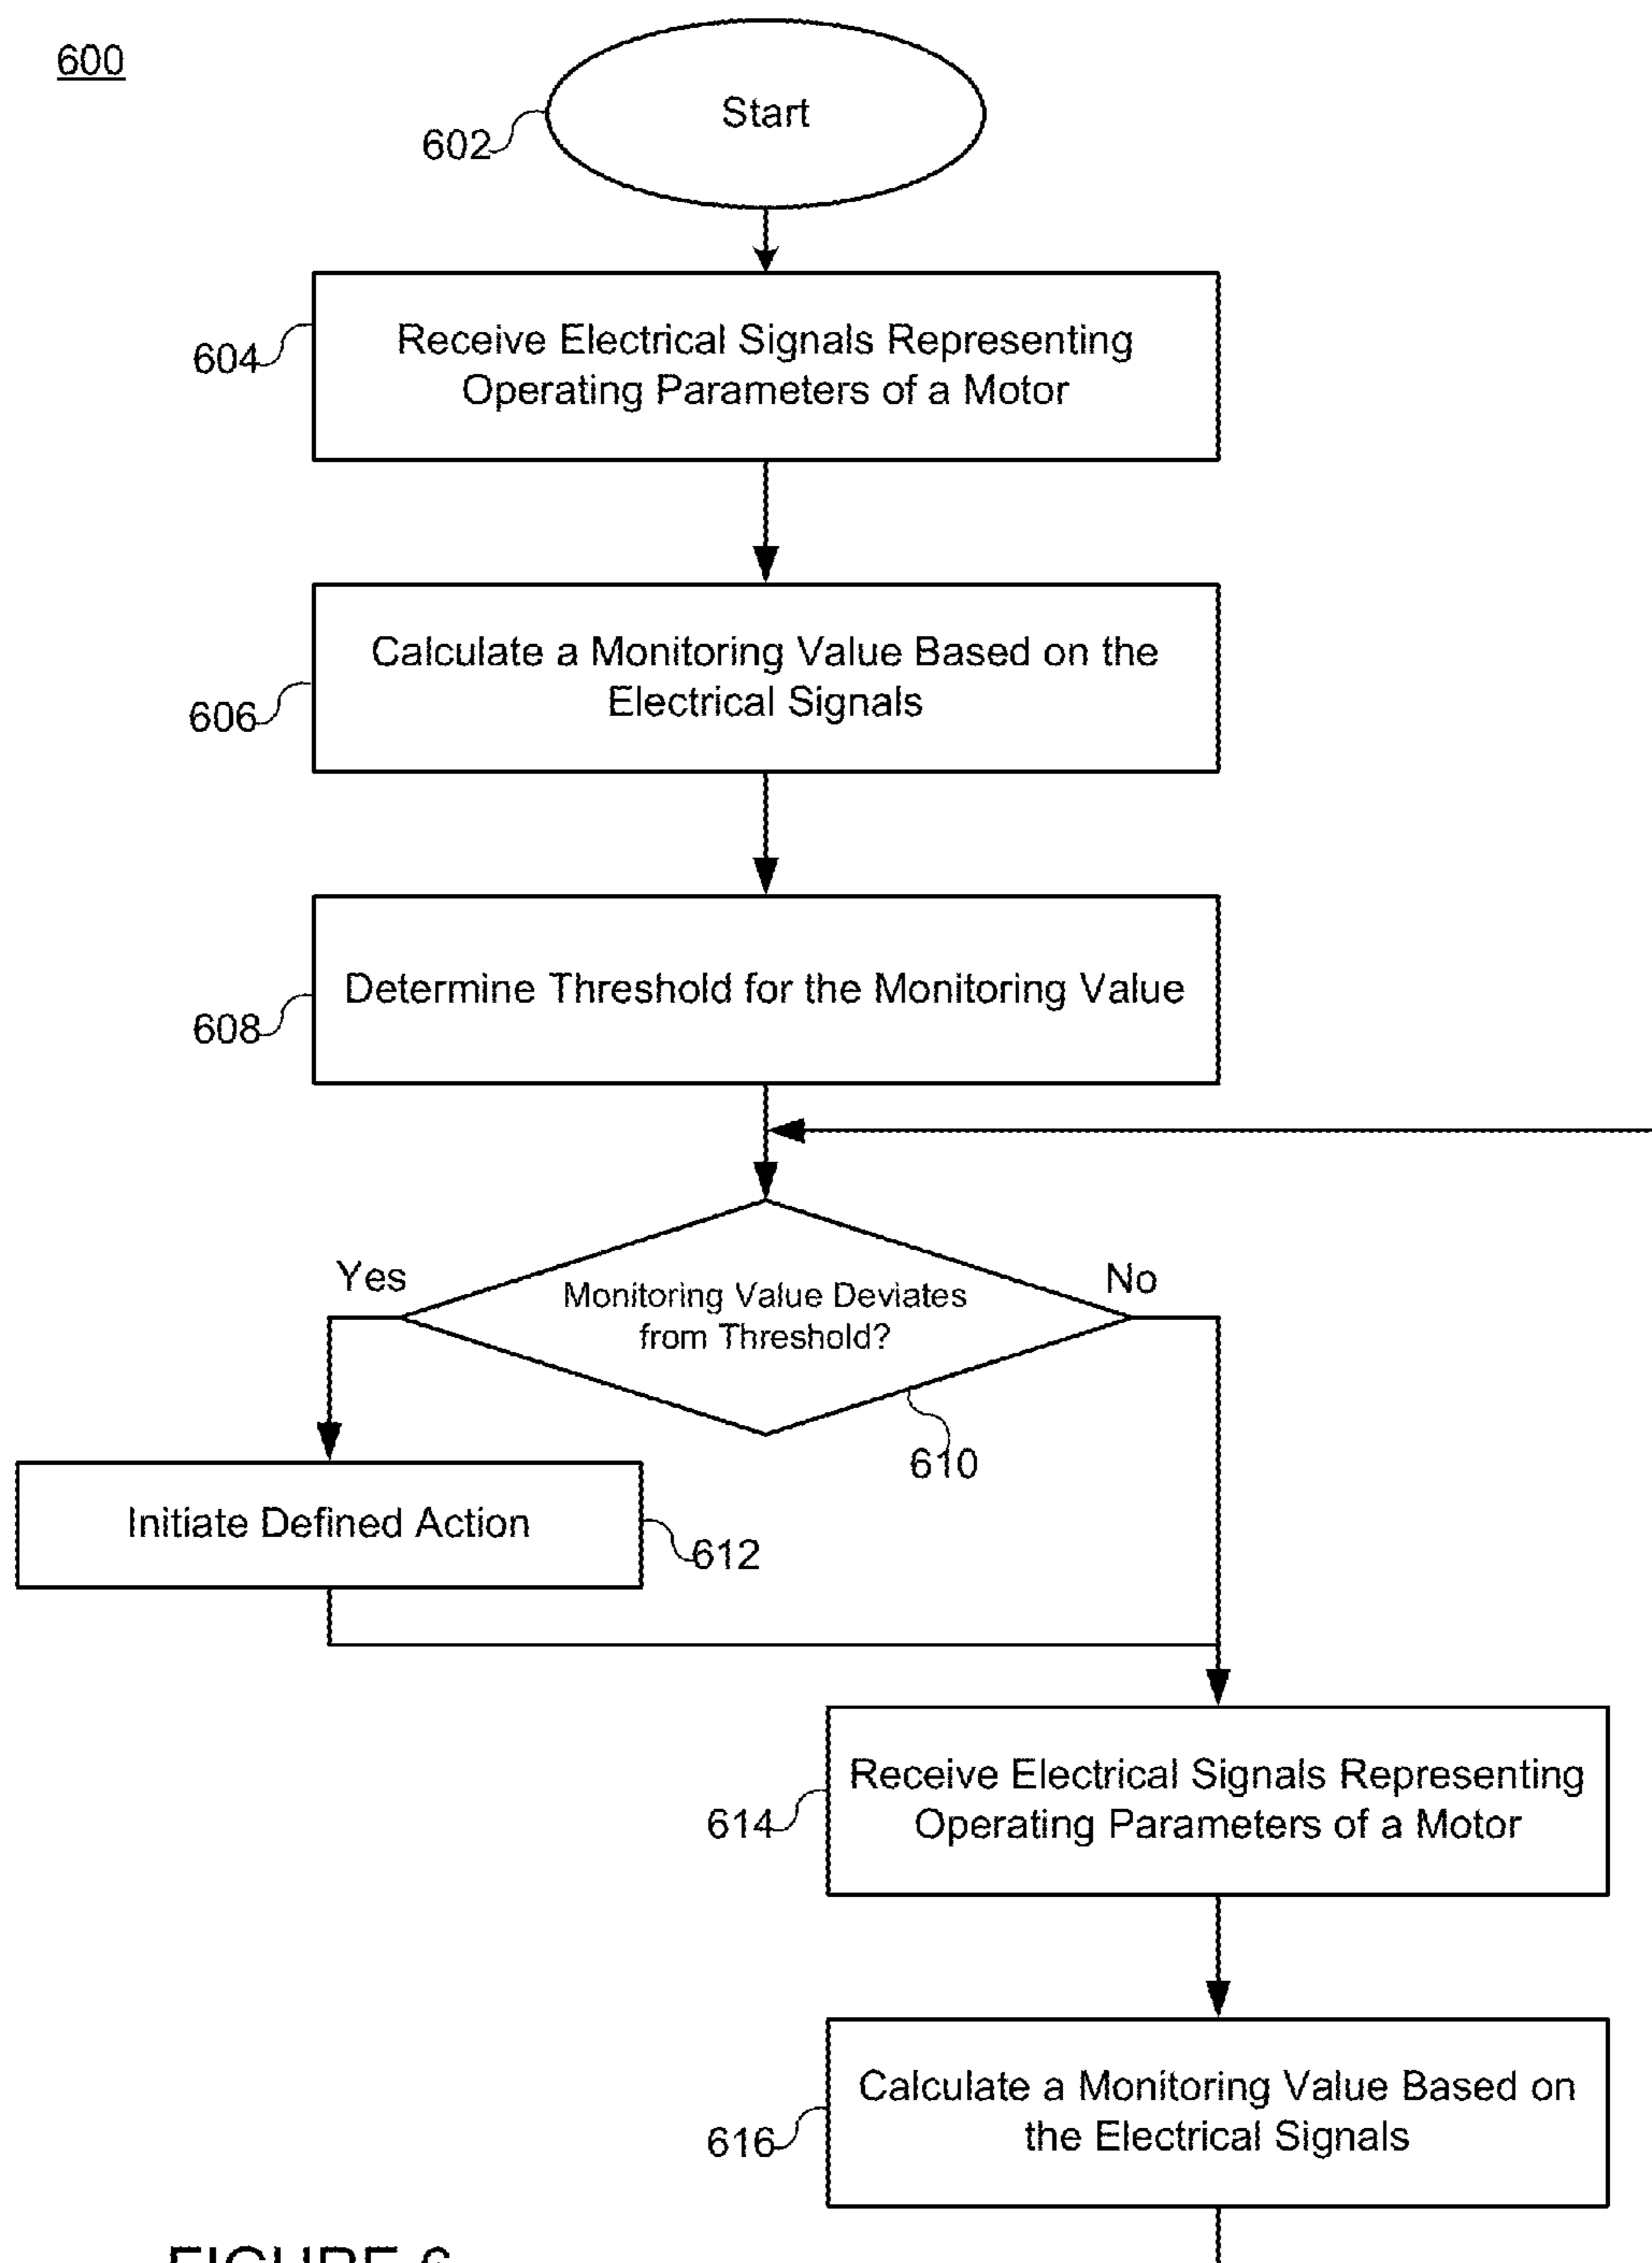 600
Start
602
Receive Electrical Signals Representing
Operating Parameters of a Motor
604
Calculate a Monitoring Value Based on the
Electrical Signals
606
Determine Threshold for the Monitoring Value
608
Yes
No
Monitoring Value Deviates
from Threshold?
610
Initiate Defined Action
612
Receive Electrical Signals Representing
Operating Parameters of a Motor
614
Calculate a Monitoring Value Based on
the Electrical Signals
616
FIGURE 6